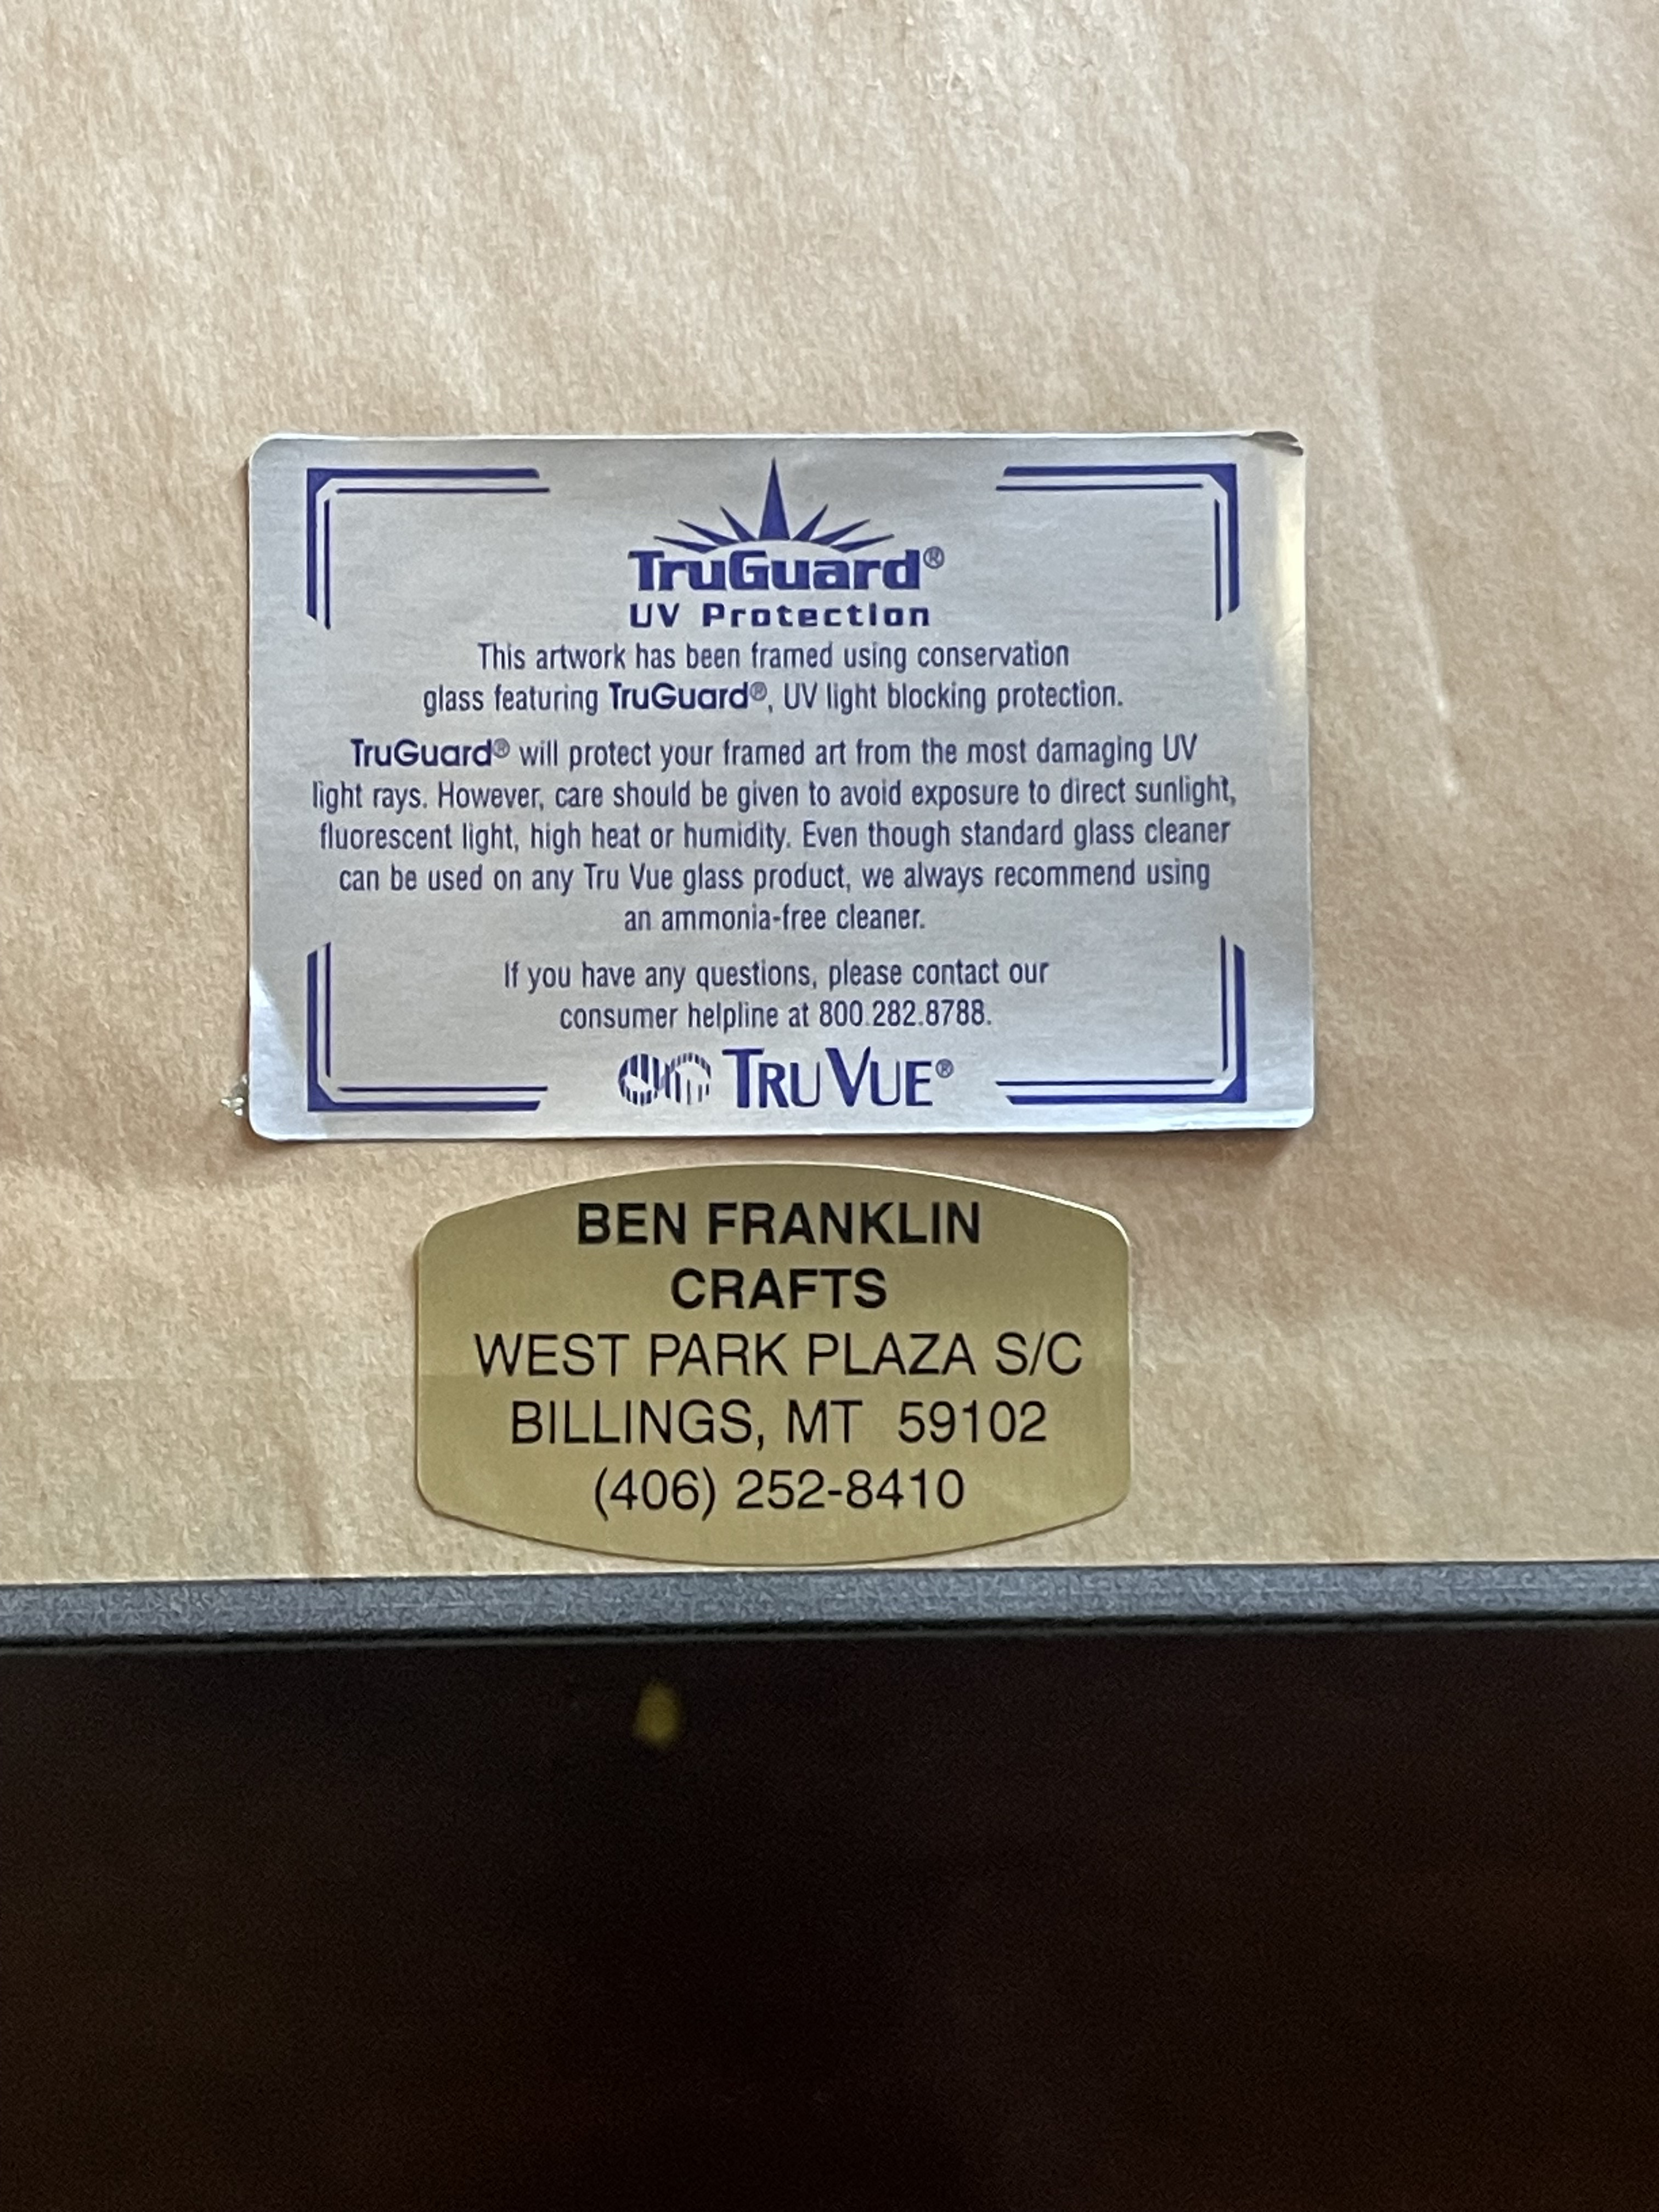 TruGuard®
UV Protection
This artwork has been framed using conservation
glass featuring TruGuard®, UV light blocking protection.
TruGuard® will protect your framed art from the most damaging UV
light rays. However, care should be given to avoid exposure to direct sunlight,
fluorescent light, high heat or humidity. Even though standard glass cleaner
can be used on any Tru Vue glass product, we always recommend using
an ammonia-free cleaner.
If you have any questions, please contact our
consumer helpline at 800.282.8788.
TRU VUE®
BEN FRANKLIN
CRAFTS
WEST PARK PLAZA S/C
BILLINGS, MT 59102
(406) 252-8410